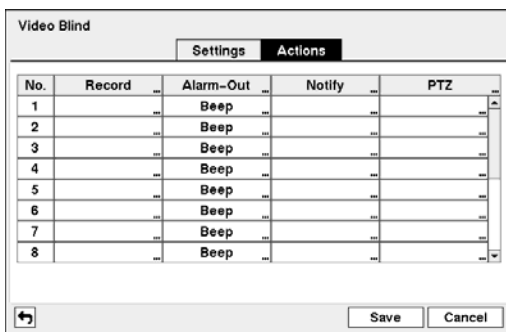 Video Blind
Settings Actions
No. Record ... Alarm-Out ... Notify ... PTZ ...
1 ... Beep ... ... ...
2 ... Beep ... ... ...
3 ... Beep ... ... ...
4 ... Beep ... ... ...
5 ... Beep ... ... ...
6 ... Beep ... ... ...
7 ... Beep ... ... ...
8 ... Beep ... ... ...
Save Cancel